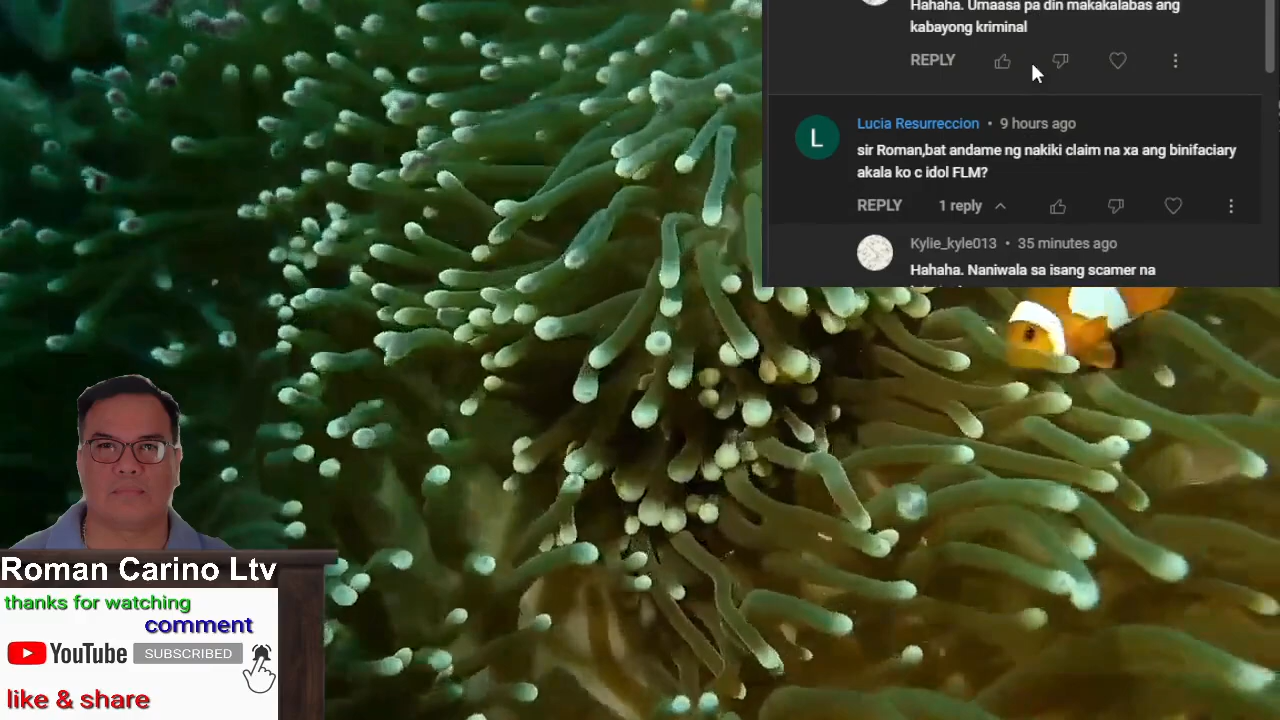 Hahaha. Umaasa pa din makakalabas ang
kabayong kriminal
REPLY
L
Lucia Resurreccion • 9 hours ago
sir Roman,bat andame ng nakiki claim na xa ang binifaciary
akala ko c idol FLM?
REPLY 1 reply
Kylie_kyle013 • 35 minutes ago
Hahaha. Naniwala sa isang scamer na
Roman Carino Ltv
thanks for watching
comment
YouTube SUBSCRIBED
like & share